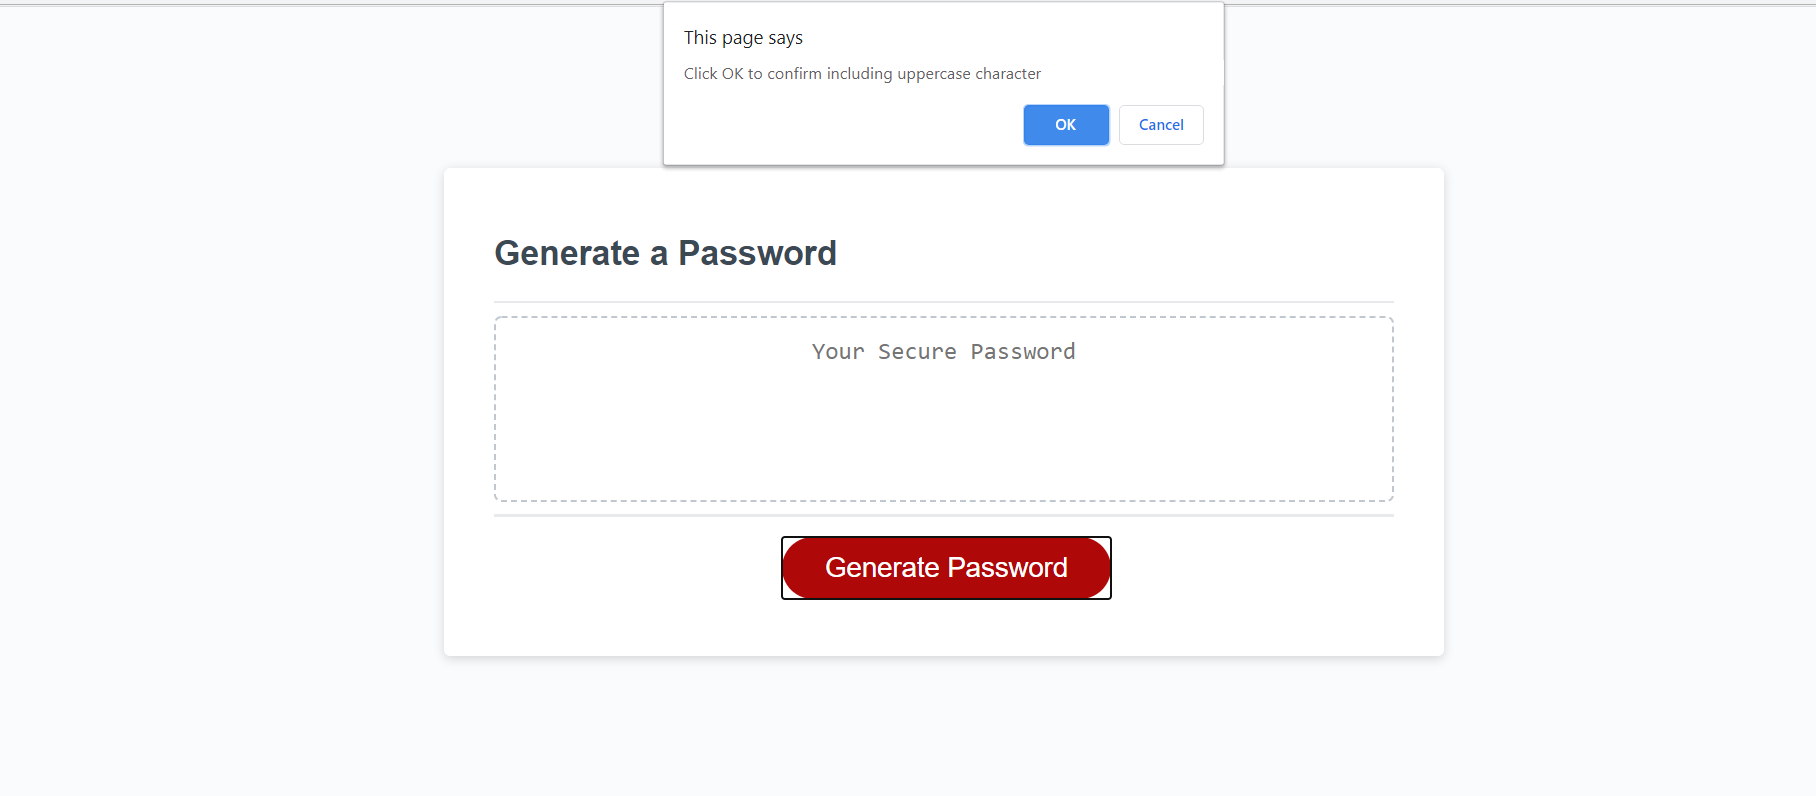 This page says
Click OK to confirm including uppercase character
OK
Cancel
Generate a Password
Your Secure Password
Generate Password